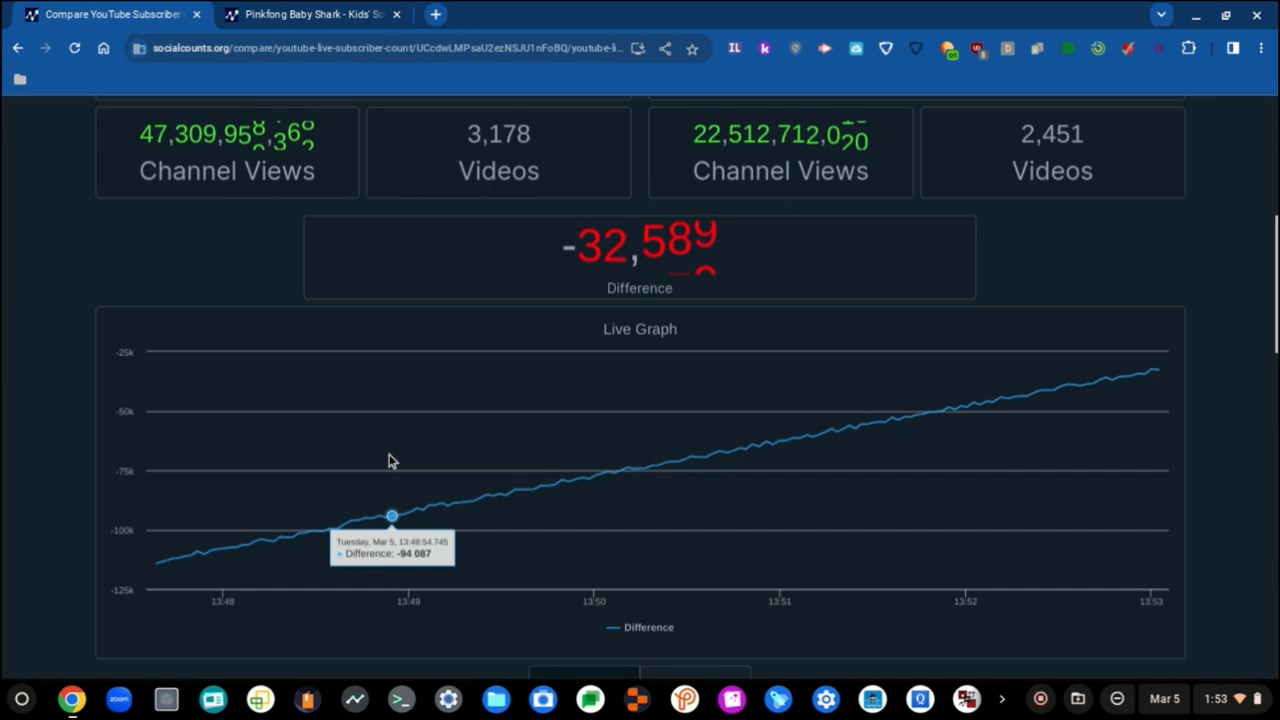 Compare YouTube Subscriber
Pinkfong Baby Shark - Kids' So
socialcounts.org/compare/youtube-live-subscriber-count/UCcdwLMPsaU2ezNSJU1nFoBQ/youtube-li...
3,178
2,451
Channel Views
Videos
Channel Views
Videos
-32,589
Difference
Live Graph
-25k
-50k
-75k
-100k
-125k
Tuesday, Mar 5, 13:48:54.745
Difference: -94 087
13:48
13:49
13:50
13:51
13:52
13:53
Difference
zoom
Mar 5
1:53